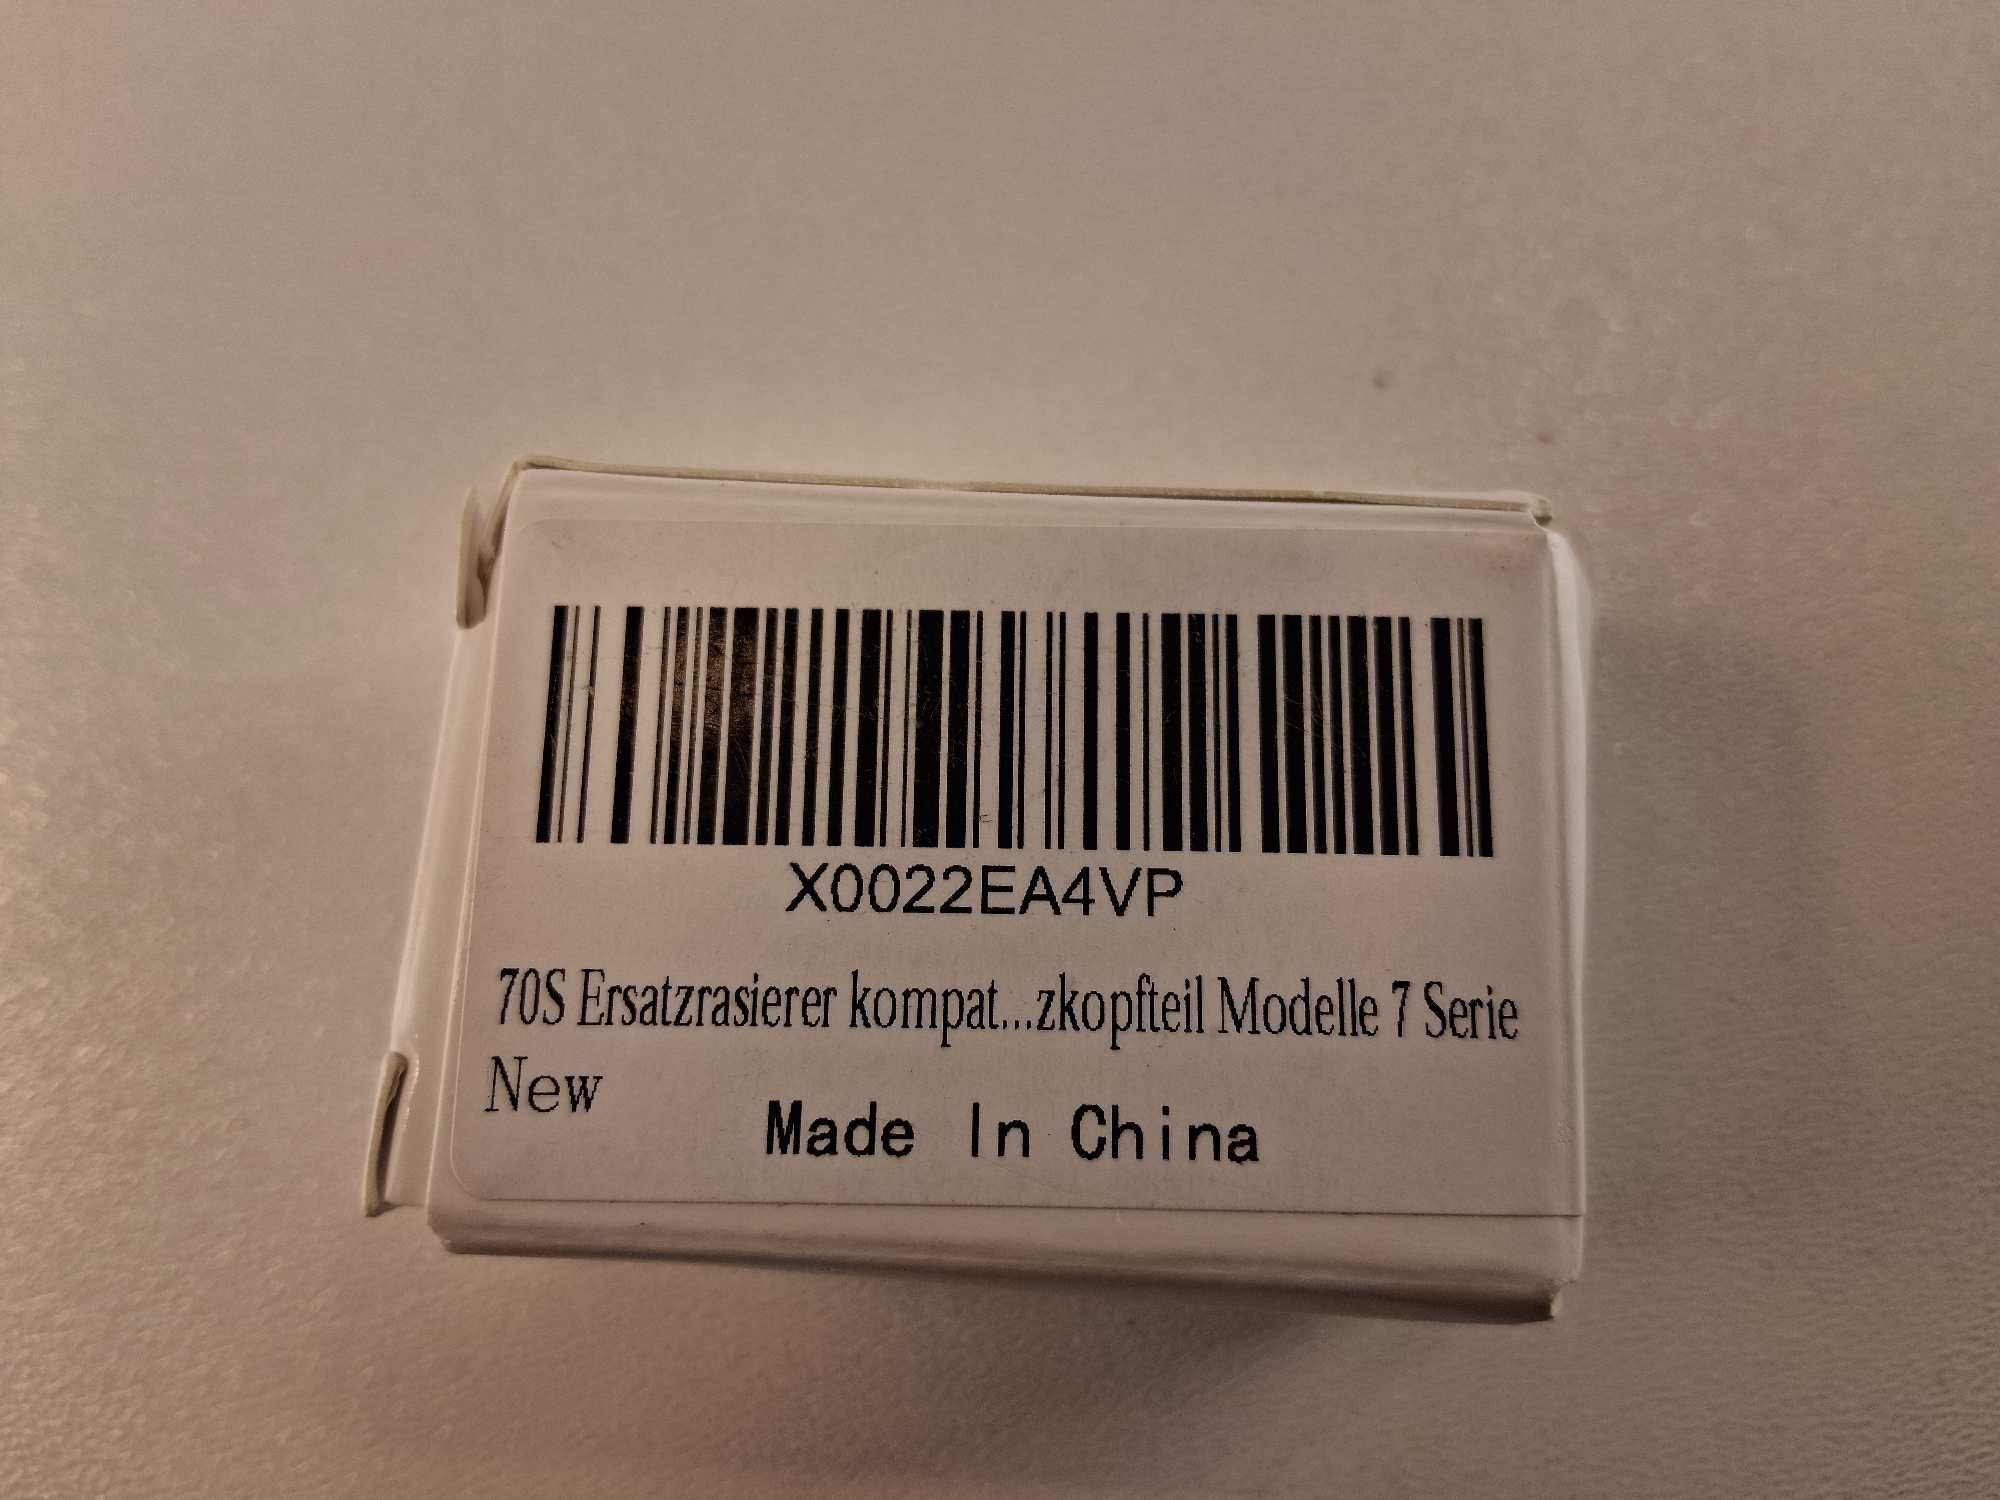 X0022EA4VP
70S Ersatzrasierer kompat...zkopfteil Modelle 7 Serie
New
Made In China